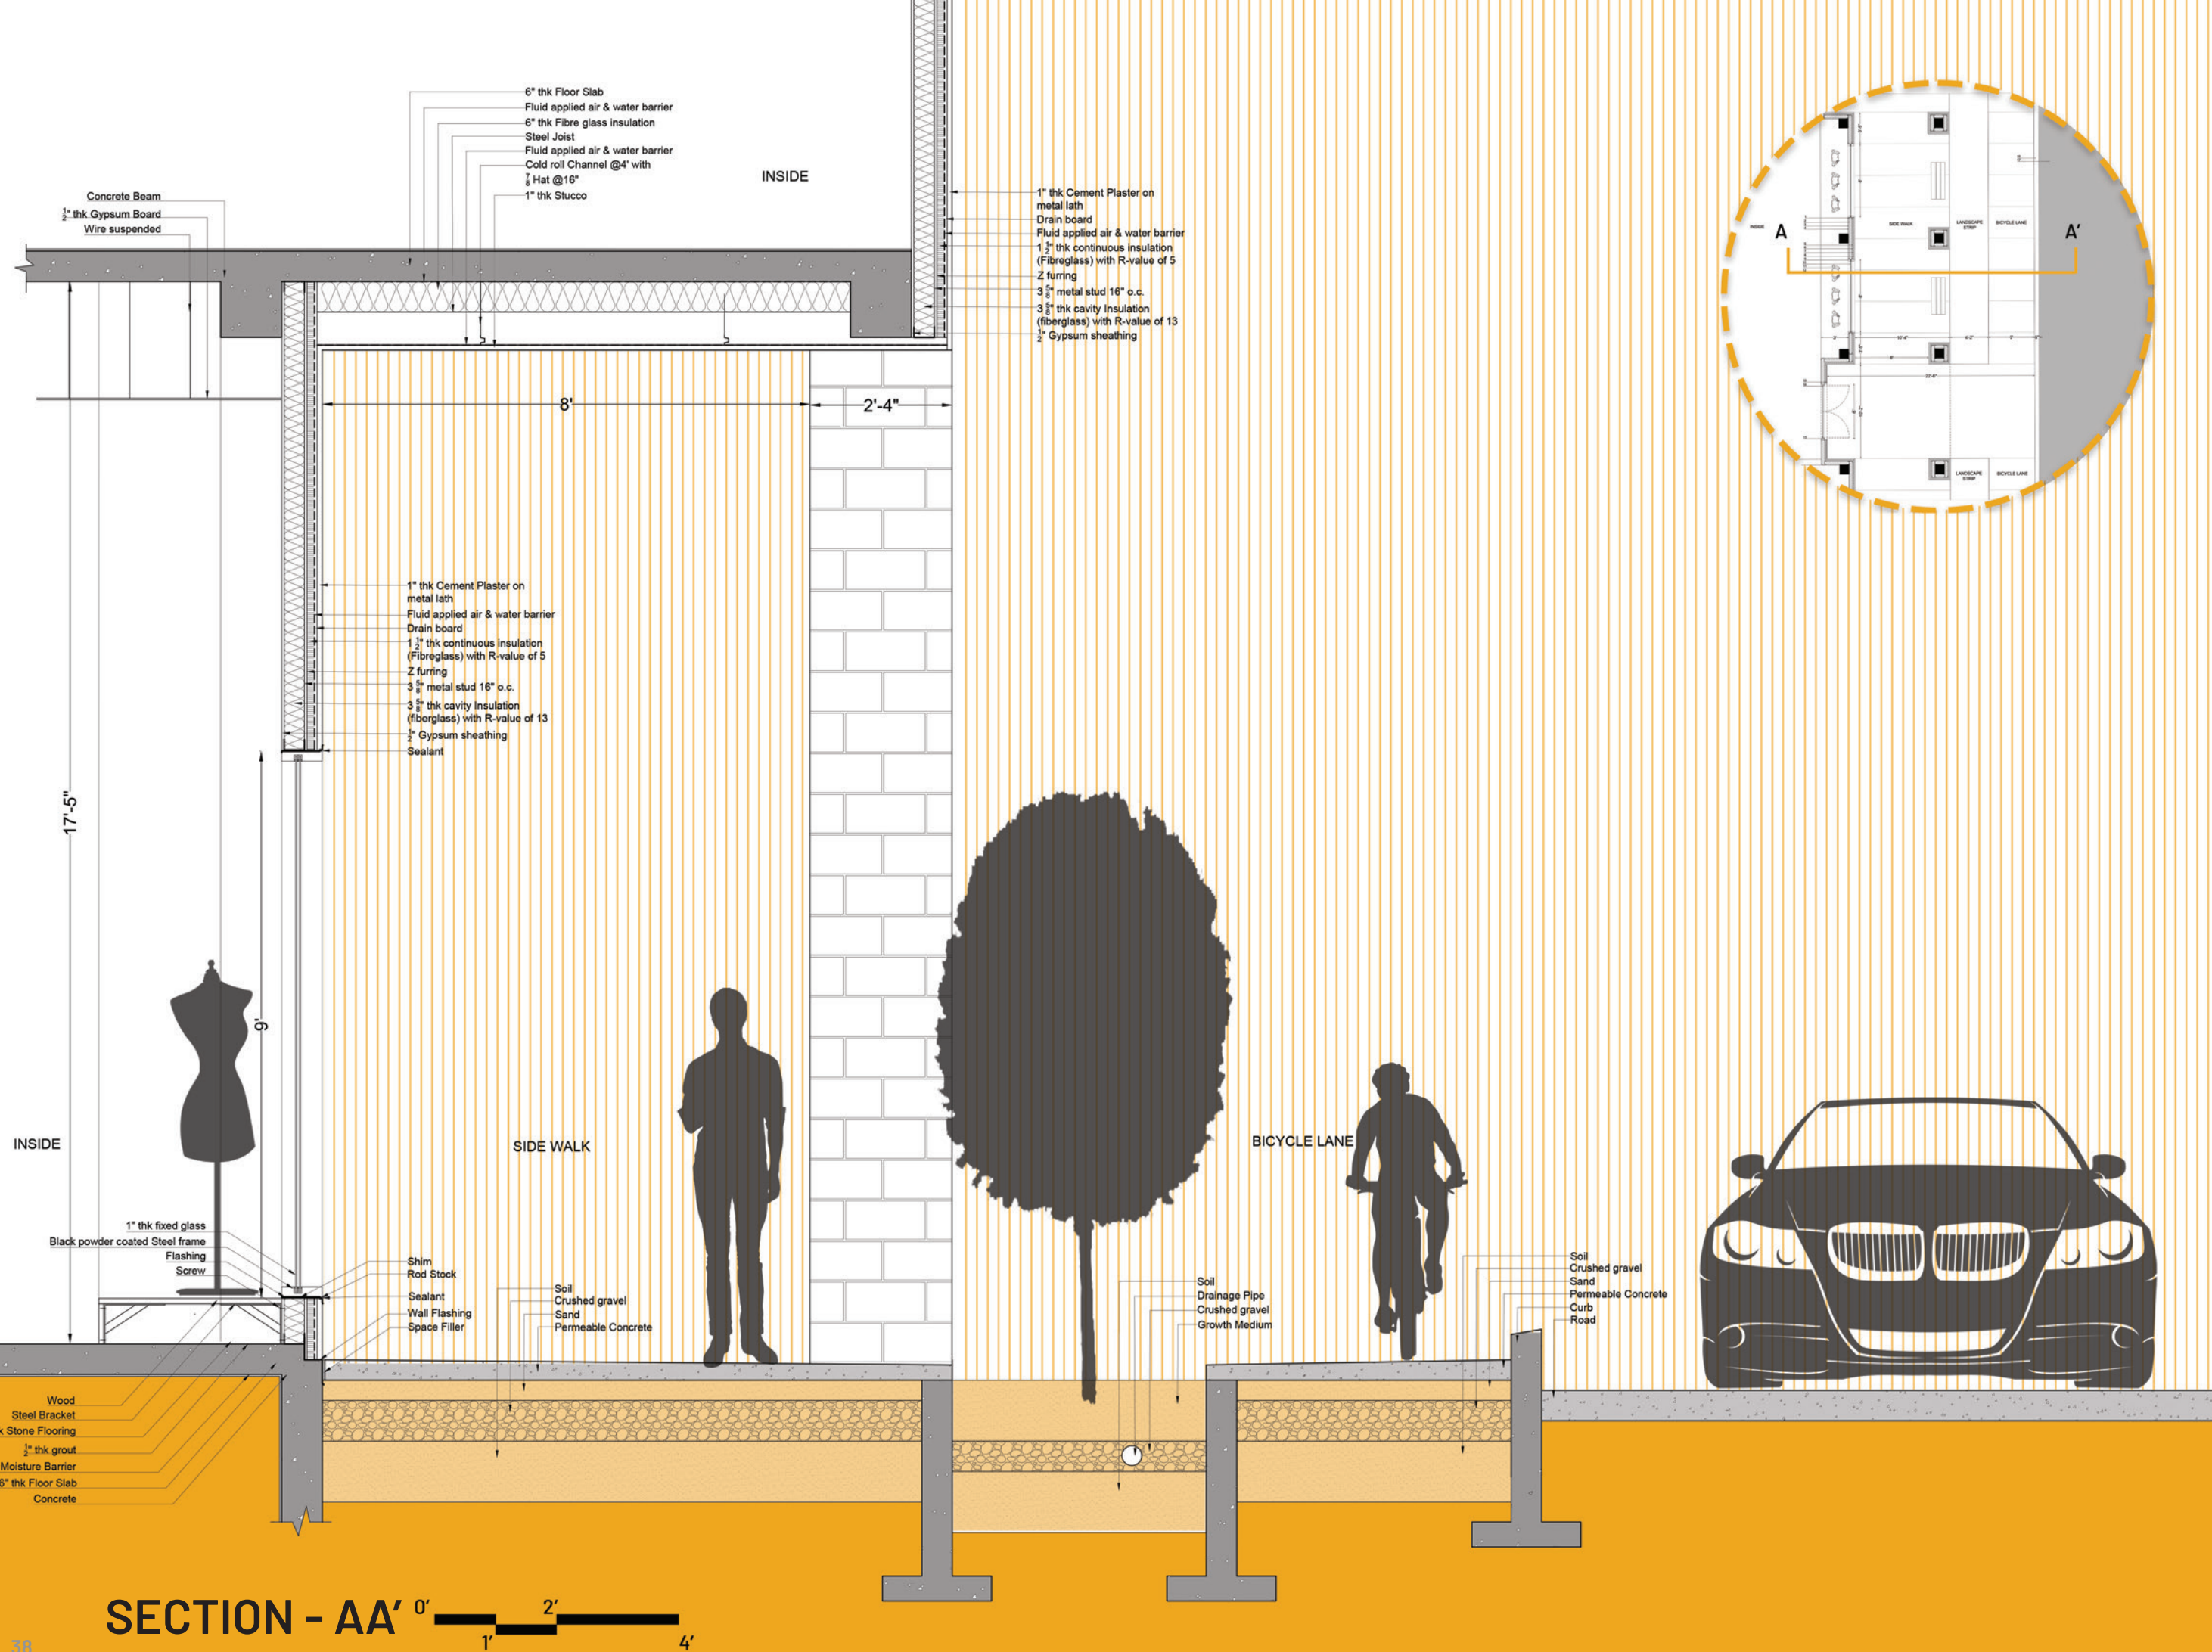 6" thk Floor Slab
Fluid applied air & water barrier
6" thk Fibre glass insulation
Steel Joist
Fluid applied air & water barrier
Cold roll Channel @4' with
7/8 Hat @16"
1" thk Stucco
INSIDE
Concrete Beam
1/2" thk Gypsum Board
Wire suspended
1" thk Cement Plaster on
metal lath
Drain board
Fluid applied air & water barrier
1 1/2" thk continuous insulation
(Fibreglass) with R-value of 5
Z furring
3 5/8" metal stud 16" o.c.
3 5/8" thk cavity Insulation
(fiberglass) with R-value of 13
1/2" Gypsum sheathing
INSIDE
A
SIDE WALK
LANDSCAPE
STRIP
BICYCLE LANE
A'
LANDSCAPE
STRIP
BICYCLE LANE
8'
2'-4"
1" thk Cement Plaster on
metal lath
Fluid applied air & water barrier
Drain board
1 1/2" thk continuous insulation
(Fibreglass) with R-value of 5
Z furring
3 5/8" metal stud 16" o.c.
3 5/8" thk cavity Insulation
(fiberglass) with R-value of 13
1/2" Gypsum sheathing
Sealant
17'-5"
9'
INSIDE
SIDE WALK
BICYCLE LANE
1" thk fixed glass
Black powder coated Steel frame
Flashing
Screw
Shim
Rod Stock
Sealant
Wall Flashing
Space Filler
Soil
Crushed gravel
Sand
Permeable Concrete
Soil
Drainage Pipe
Crushed gravel
Growth Medium
Soil
Crushed gravel
Sand
Permeable Concrete
Curb
Road
Wood
Steel Bracket
k Stone Flooring
1/2" thk grout
Moisture Barrier
6" thk Floor Slab
Concrete
SECTION - AA'
0'
2'
1'
4'
38